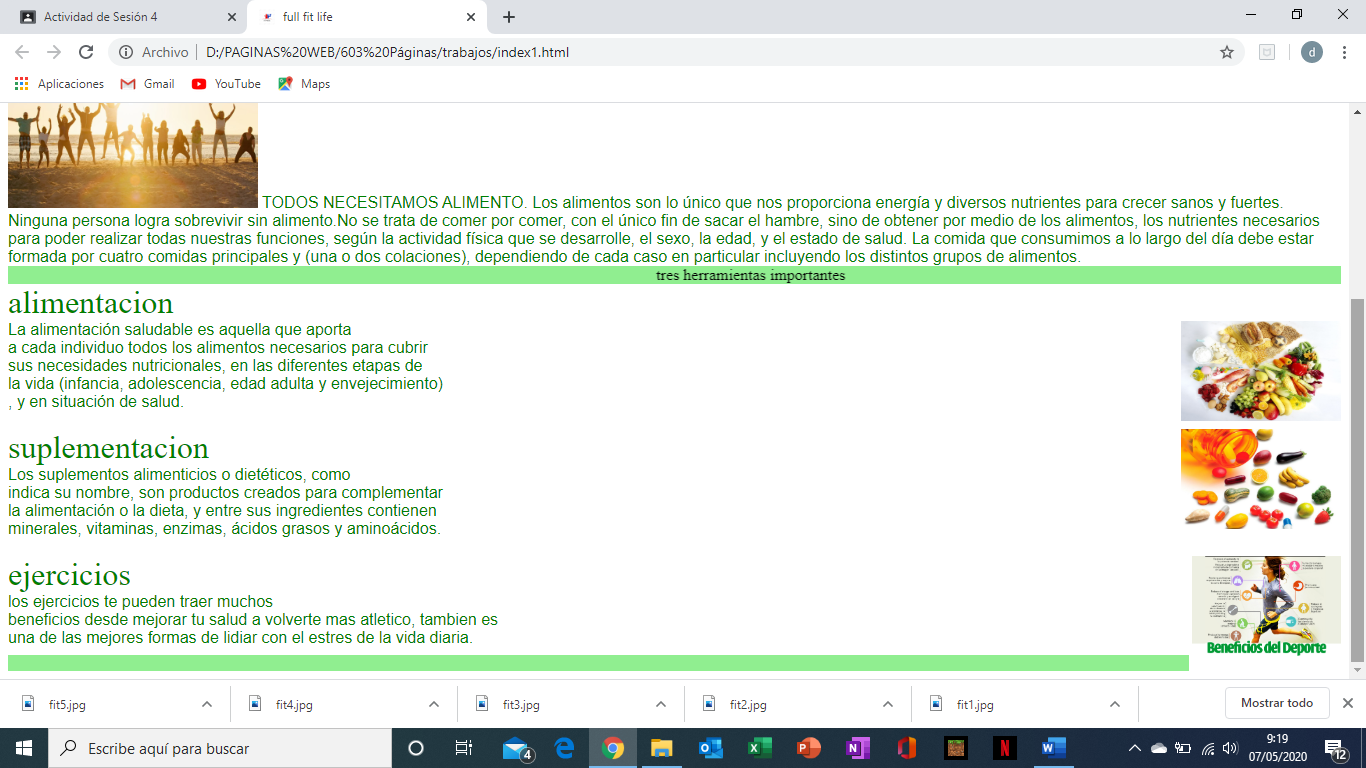 Actividad de Sesión 4
full fit life
Archivo
D:/PAGINAS%20WEB/603%20Páginas/trabajos/index1.html
d
Aplicaciones
Gmail
YouTube
Maps
TODOS NECESITAMOS ALIMENTO. Los alimentos son lo único que nos proporciona energía y diversos nutrientes para crecer sanos y fuertes.
Ninguna persona logra sobrevivir sin alimento.No se trata de comer por comer, con el único fin de sacar el hambre, sino de obtener por medio de los alimentos, los nutrientes necesarios
para poder realizar todas nuestras funciones, según la actividad física que se desarrolle, el sexo, la edad, y el estado de salud. La comida que consumimos a lo largo del día debe estar
formada por cuatro comidas principales y (una o dos colaciones), dependiendo de cada caso en particular incluyendo los distintos grupos de alimentos.
tres herramientas importantes
alimentacion
La alimentación saludable es aquella que aporta
a cada individuo todos los alimentos necesarios para cubrir
sus necesidades nutricionales, en las diferentes etapas de
la vida (infancia, adolescencia, edad adulta y envejecimiento)
, y en situación de salud.
suplementacion
Los suplementos alimenticios o dietéticos, como
indica su nombre, son productos creados para complementar
la alimentación o la dieta, y entre sus ingredientes contienen
minerales, vitaminas, enzimas, ácidos grasos y aminoácidos.
ejercicios
los ejercicios te pueden traer muchos
beneficios desde mejorar tu salud a volverte mas atletico, tambien es
una de las mejores formas de lidiar con el estres de la vida diaria.
Beneficios del Deporte
fit5.jpg
fit4.jpg
fit3.jpg
fit2.jpg
fit1.jpg
Mostrar todo
Escribe aquí para buscar
4
9:19
07/05/2020
12